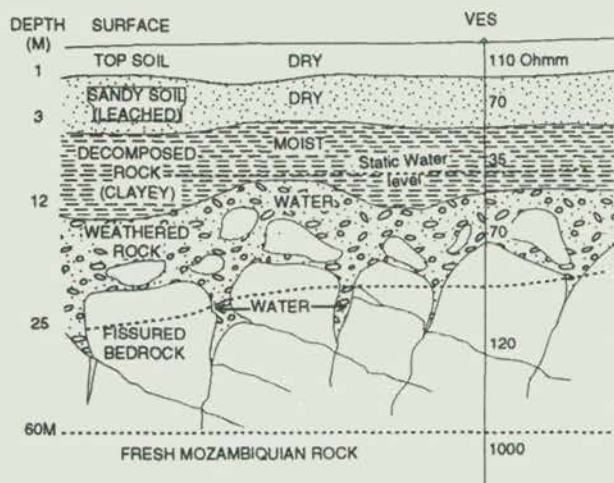 DEPTH (M) SURFACE VES
1 TOP SOIL DRY 110 Ohmm
SANDY SOIL (LEACHED) DRY 70
3
MOIST
DECOMPOSED ROCK (CLAYEY) Static Water level 35
12 WATER
WEATHERED ROCK 70
WATER
25
FISSURED BEDROCK 120
60M
FRESH MOZAMBIQUIAN ROCK 1000